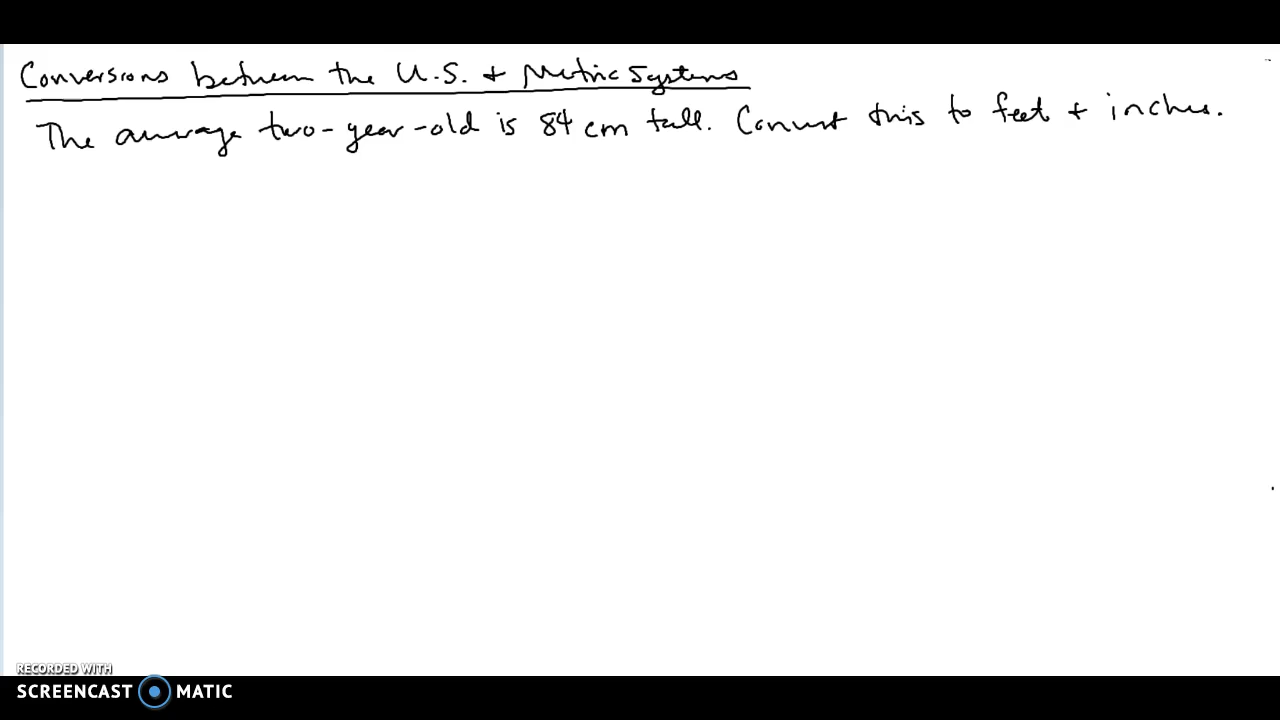 Conversions between the U.S. + Metric Systems
The average two-year-old is 84 cm tall. Convert this to feet + inches.
RECORDED WITH
SCREENCAST MATIC